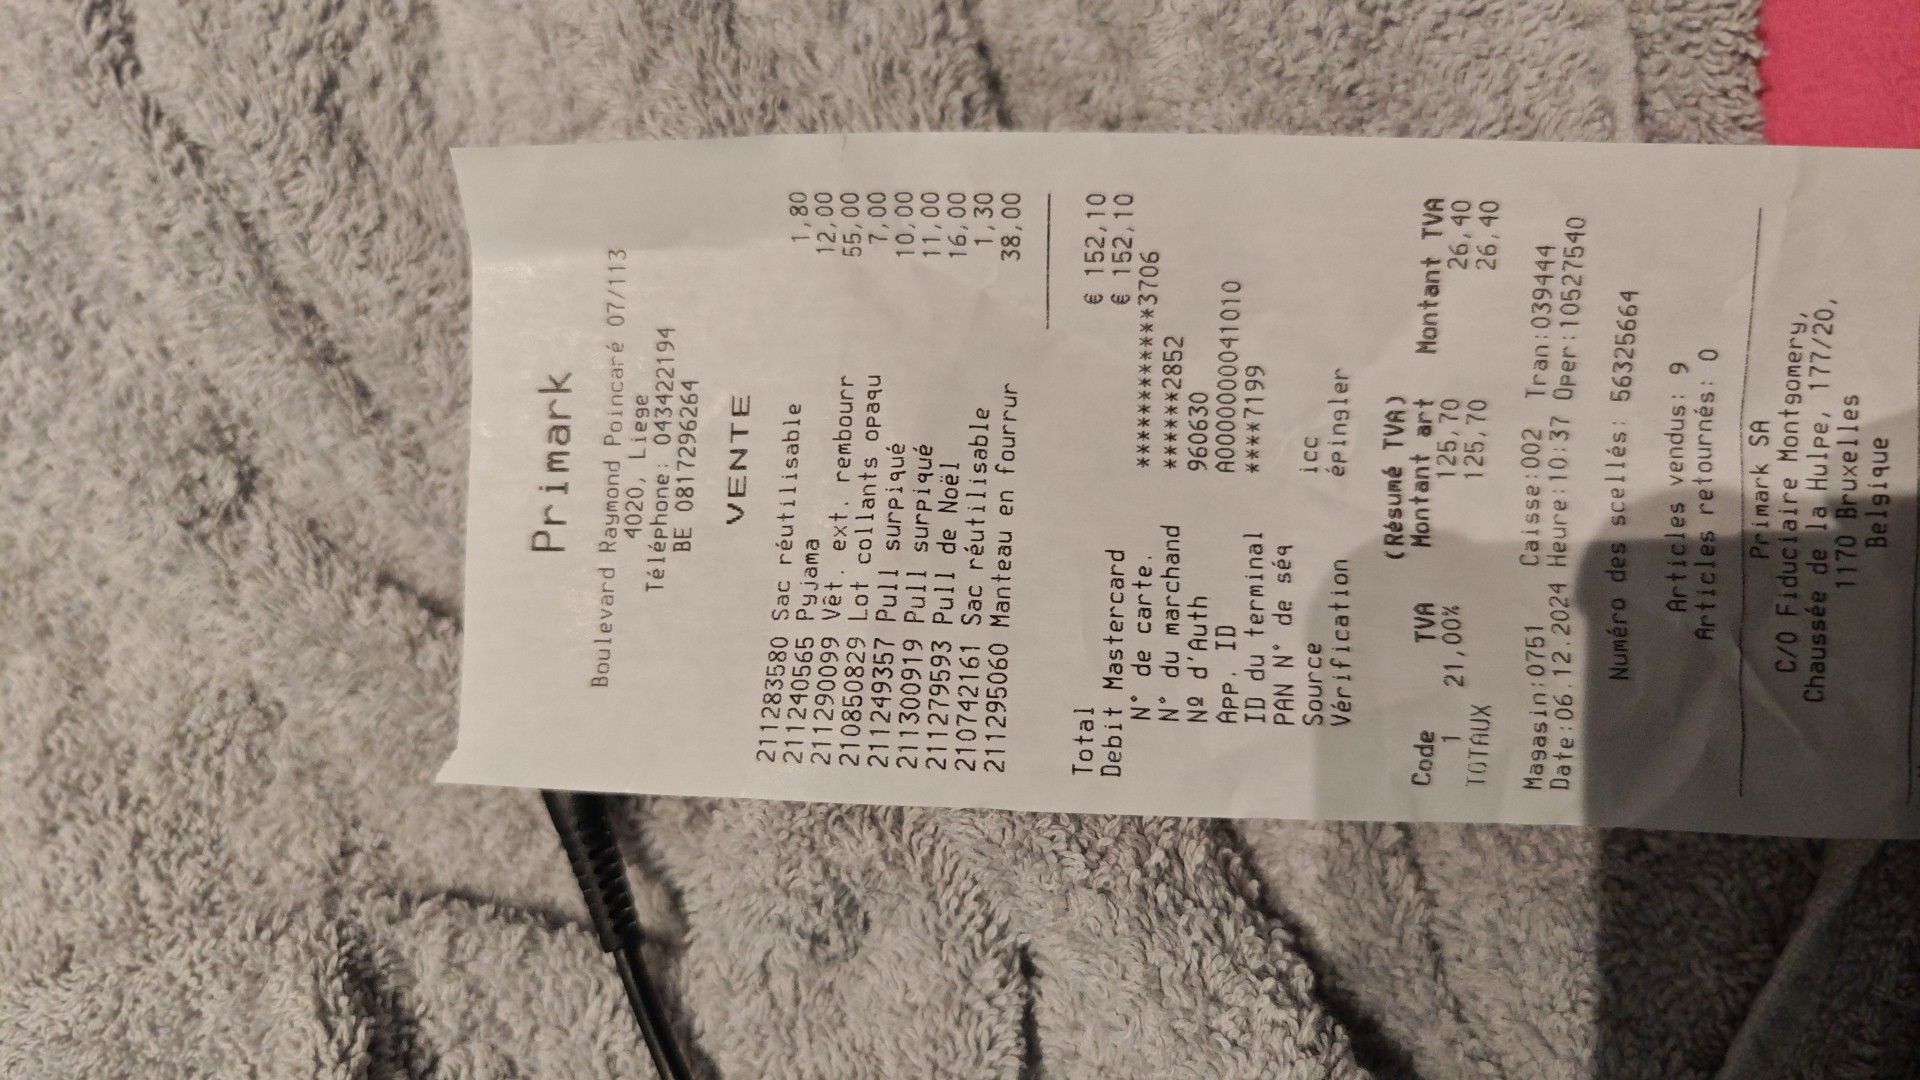 Primark
Boulevard Raymond Poincaré 07/113
4020, Liege
Téléphone: 043422194
BE 0817296264
VENTE
211283580 Sac réutilisable 1,80
211240565 Pyjama 12,00
211290099 Vêt. ext. rembourr 55,00
210850829 Lot collants opaqu 7,00
211249357 Pull surpiqué 10,00
211300919 Pull surpiqué 11,00
211279593 Pull de Noël 16,00
210742161 Sac réutilisable 1,30
211295060 Manteau en fourrur 38,00
Total € 152,10
Debit Mastercard € 152,10
N° de carte. ***************3706
N° du marchand ******2852
Nº d'Auth 960630
App. ID A0000000041010
ID du terminal ****7199
PAN N° de séq
Source icc
Vérification épingler
(Résumé TVA)
Code TVA Montant art Montant TVA
1 21,00% 125,70 26,40
TOTAUX 125,70 26,40
Magasin:0751 Caisse:002 Tran:039444
Date:06.12.2024 Heure:10:37 Oper:10527540
Numéro des scellés: 56325664
Articles vendus: 9
Articles retournés: 0
Primark SA
C/O Fiduciaire Montgomery,
Chaussée de la Hulpe, 177/20,
1170 Bruxelles
Belgique